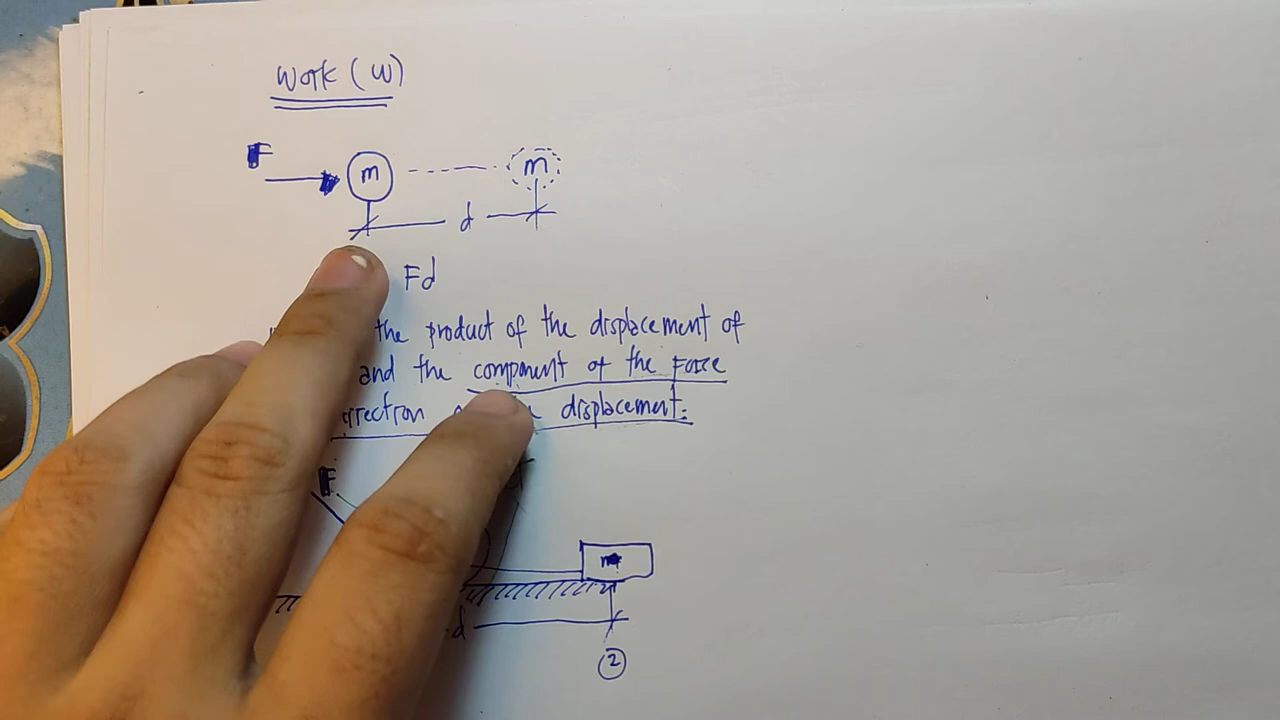 Work (W)
F
m
m
d
Fd
the product of the displacement of
and the component of the Force
displacement.
F
m
d
2